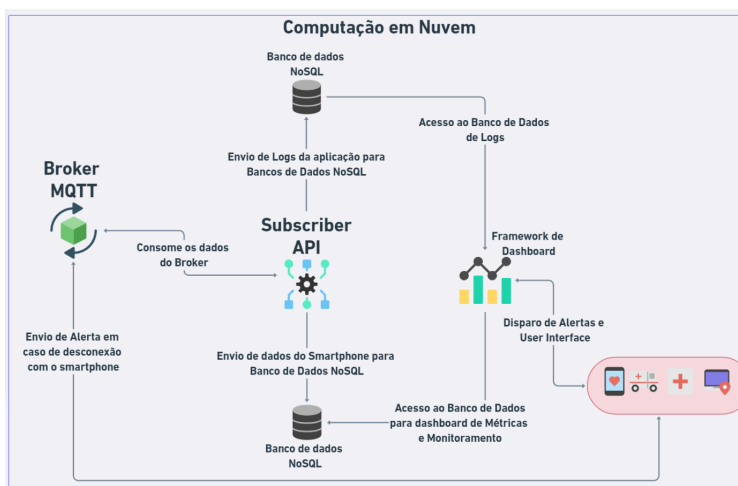 Computação em Nuvem
Banco de dados
NoSQL
Acesso ao Banco de Dados
de Logs
Envio de Logs da aplicação para
Bancos de Dados NoSQL
Broker
MQTT
Subscriber
API
Consome os dados
do Broker
Framework de
Dashboard
Envio de Alerta em
caso de desconexão
com o smartphone
Disparo de Alertas e
User Interface
Envio de dados do Smartphone para
Banco de Dados NoSQL
Acesso ao Banco de Dados
para dashboard de Métricas
e Monitoramento
Banco de dados
NoSQL